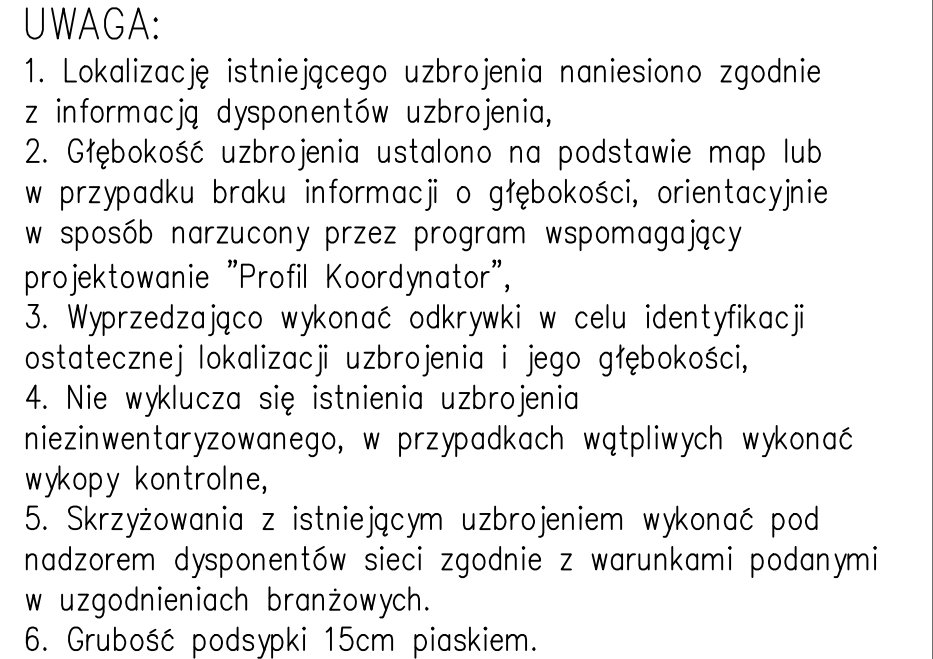 UWAGA:
1. Lokalizację istniejącego uzbrojenia naniesiono zgodnie
z informacją dysponentów uzbrojenia,
2. Głębokość uzbrojenia ustalono na podstawie map lub
w przypadku braku informacji o głębokości, orientacyjnie
w sposób narzucony przez program wspomagający
projektowanie ”Profil Koordynator”,
3. Wyprzedzająco wykonać odkrywki w celu identyfikacji
ostatecznej lokalizacji uzbrojenia i jego głębokości,
4. Nie wyklucza się istnienia uzbrojenia
niezinwentaryzowanego, w przypadkach wątpliwych wykonać
wykopy kontrolne,
5. Skrzyżowania z istniejącym uzbrojeniem wykonać pod
nadzorem dysponentów sieci zgodnie z warunkami podanymi
w uzgodnieniach branżowych.
6. Grubość podsypki 15cm piaskiem.